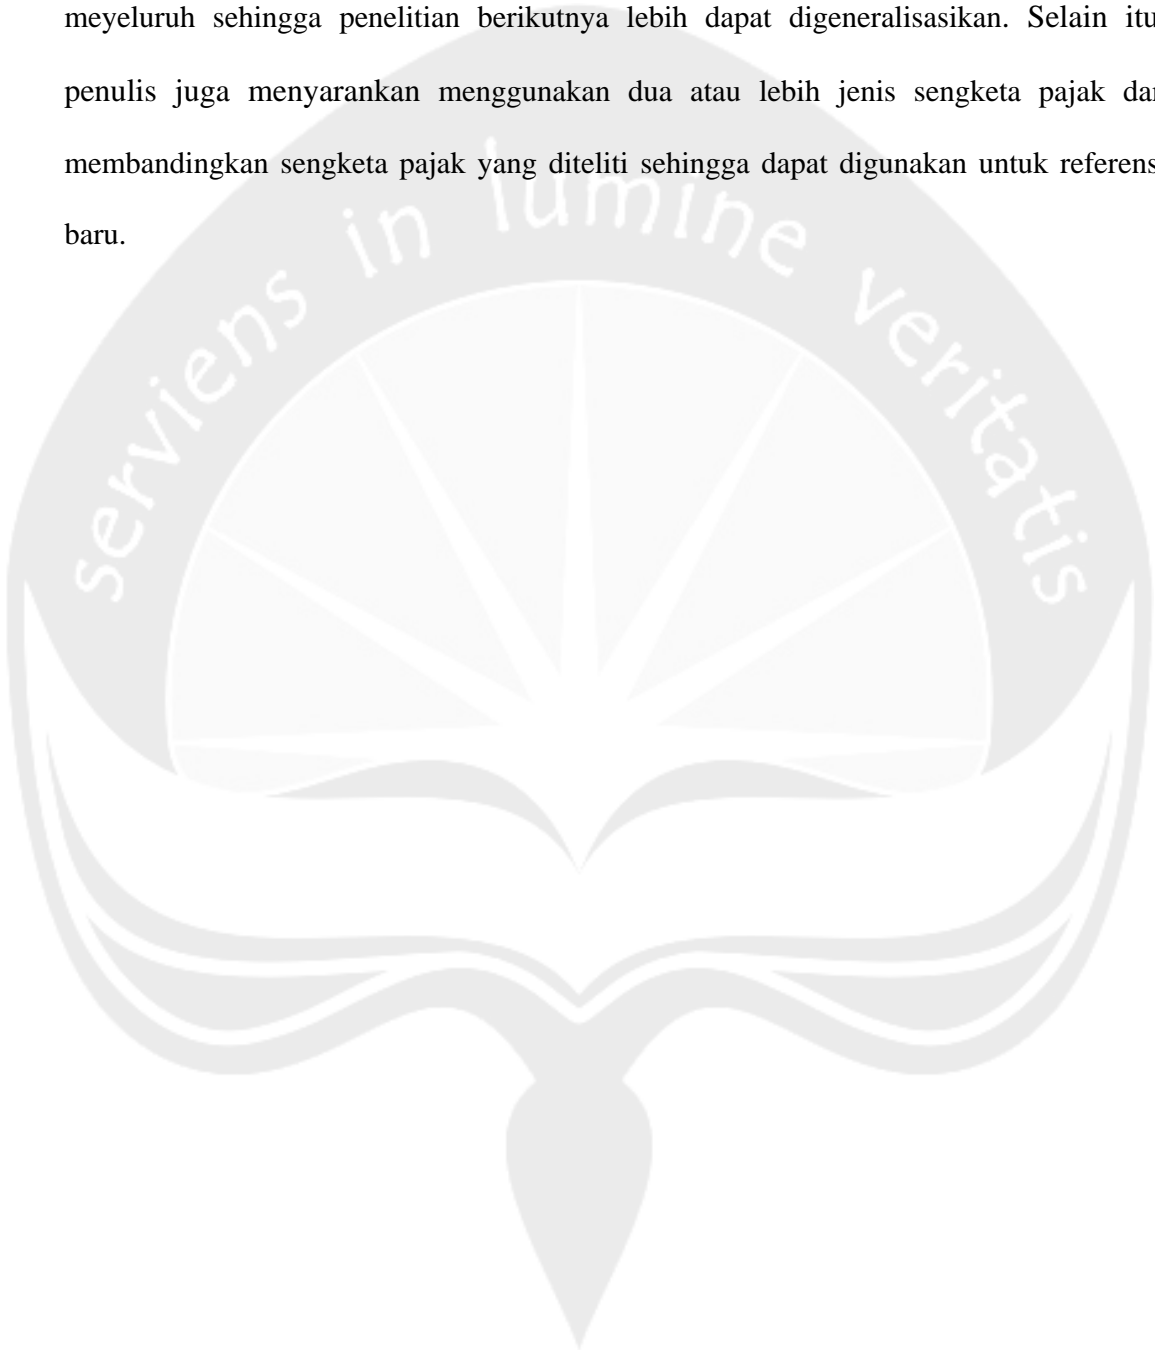 meyeluruh sehingga penelitian berikutnya lebih dapat digeneralisasikan. Selain itu
penulis juga menyarankan menggunakan dua atau lebih jenis sengketa pajak dan
membandingkan sengketa pajak yang diteliti sehingga dapat digunakan untuk referens
baru.
serviens in lumine veritatis